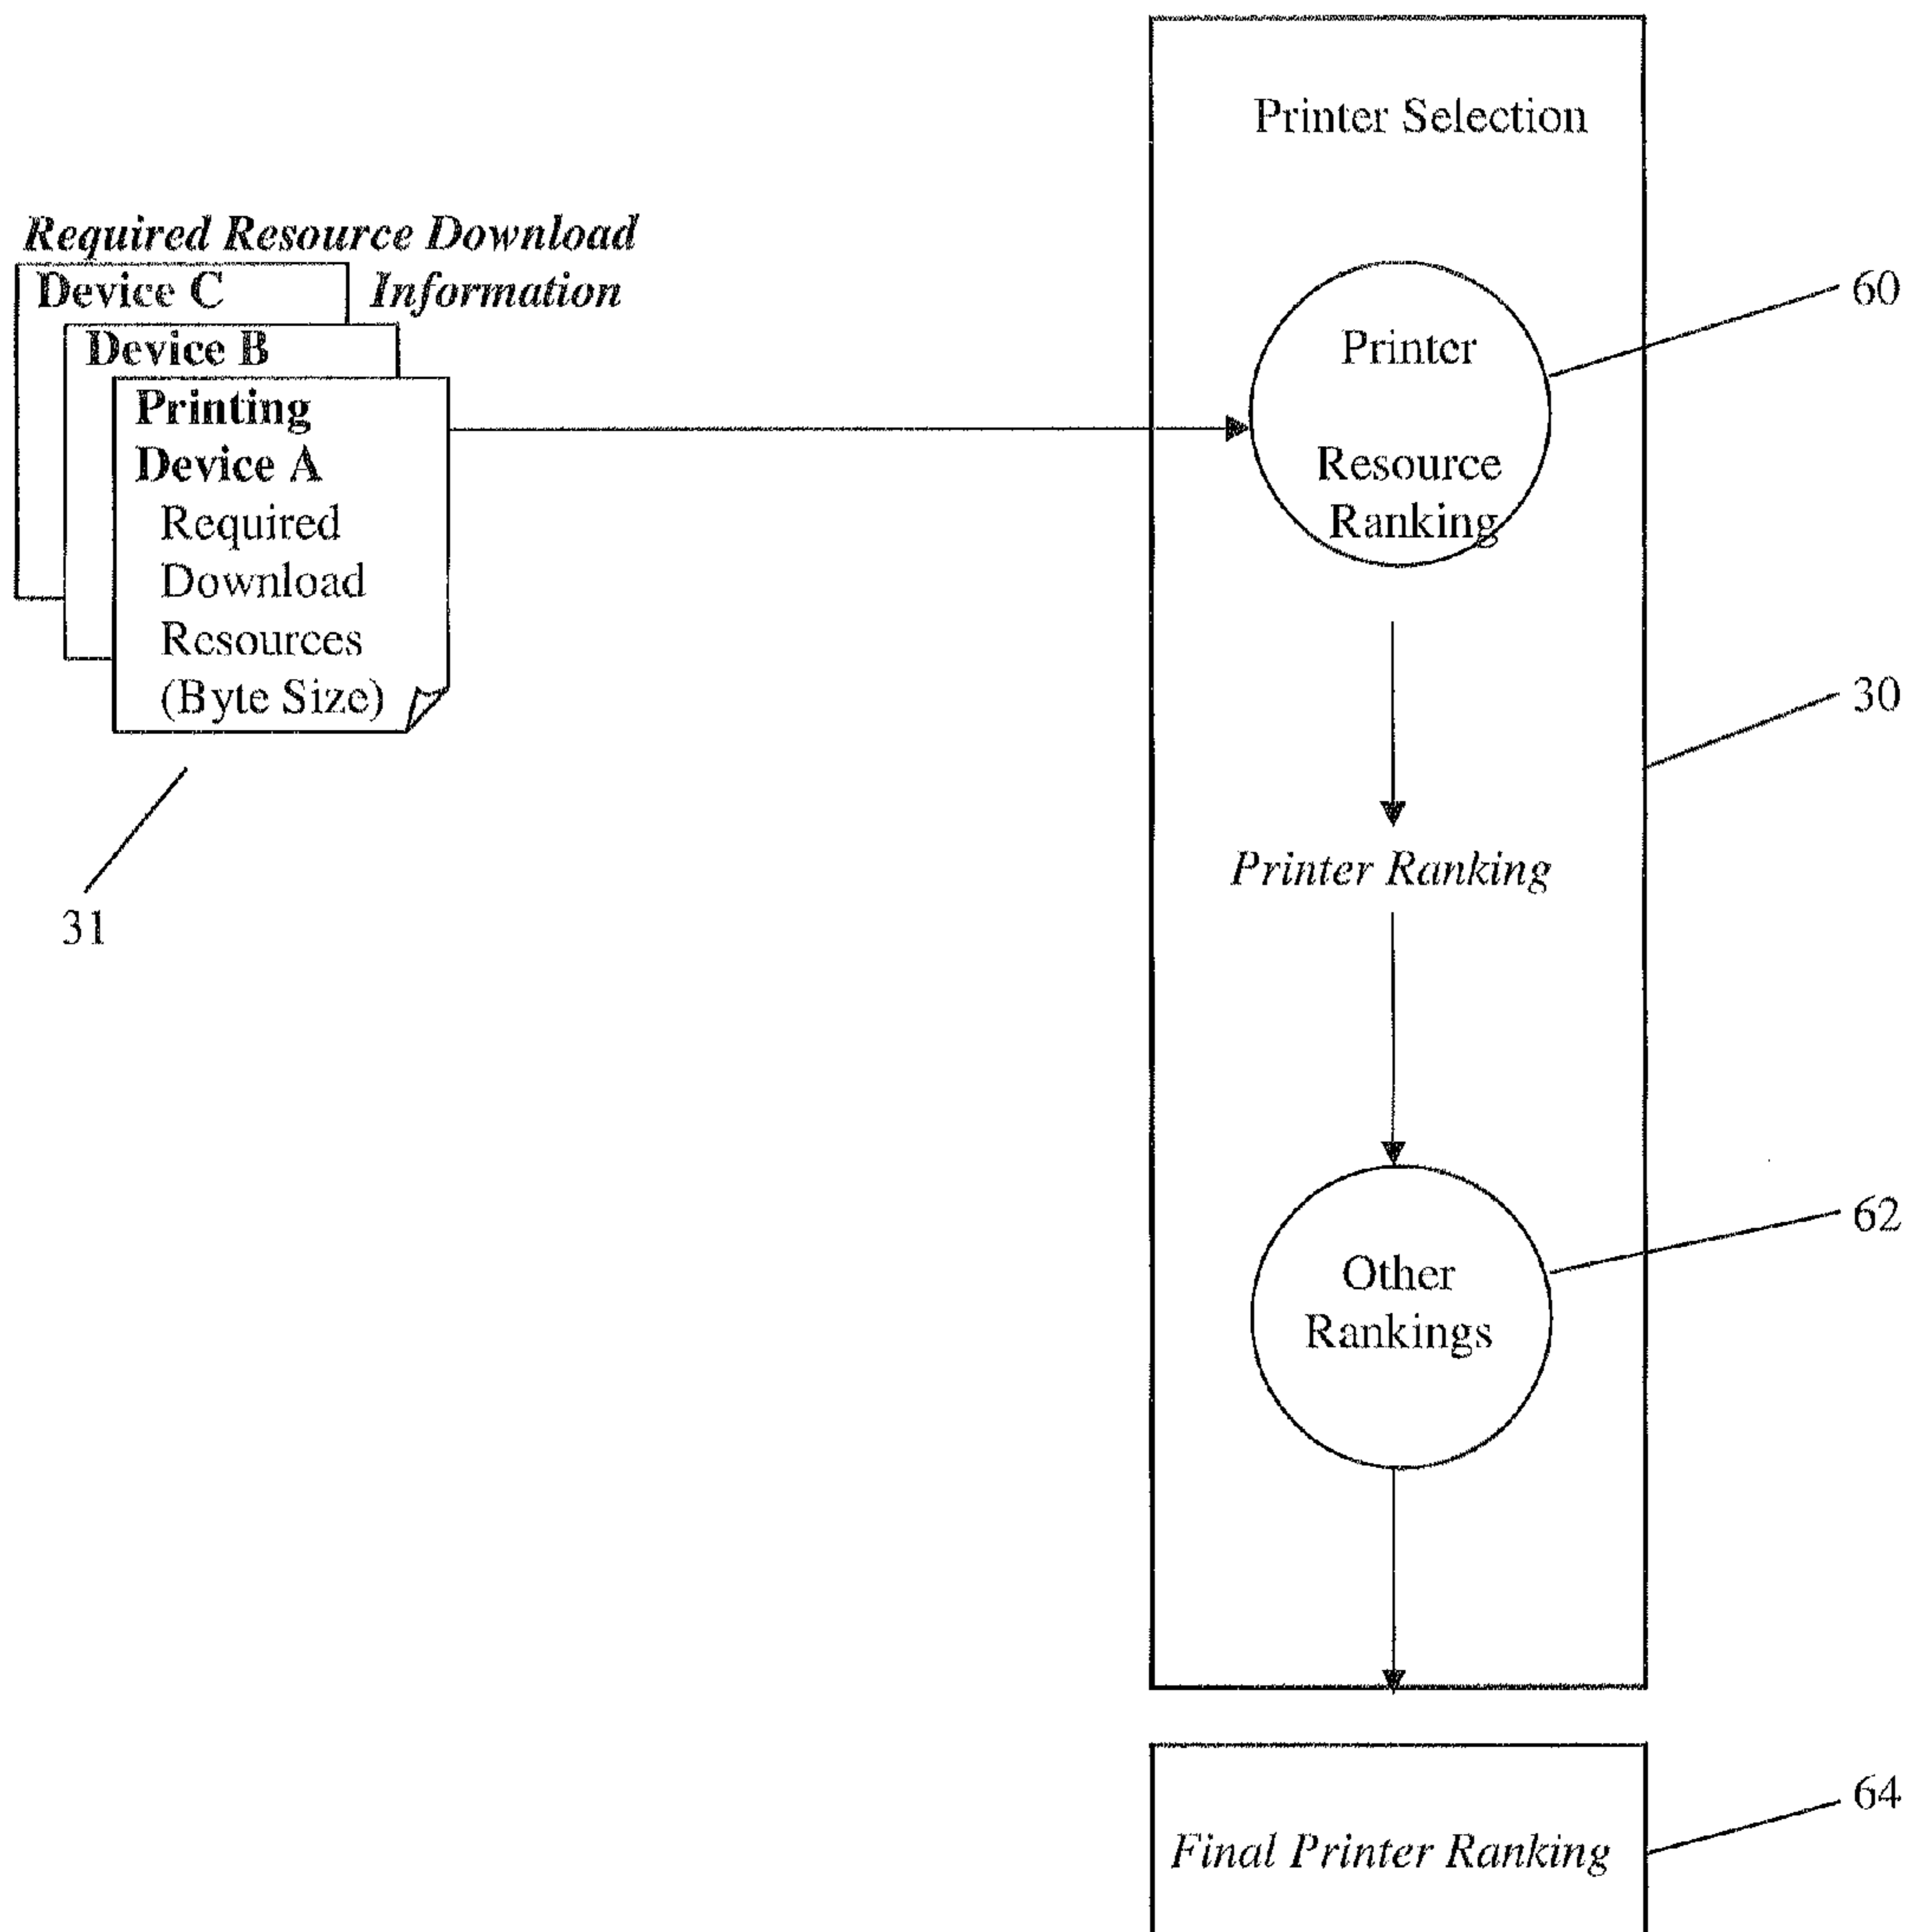 Printer Selection
Required Resource Download
Information
Device C
Device B
Printing
Device A
Required
Download
Resources
(Byte Size)
31
Printer
Resource
Ranking
60
Printer Ranking
30
Other
Rankings
62
Final Printer Ranking
64